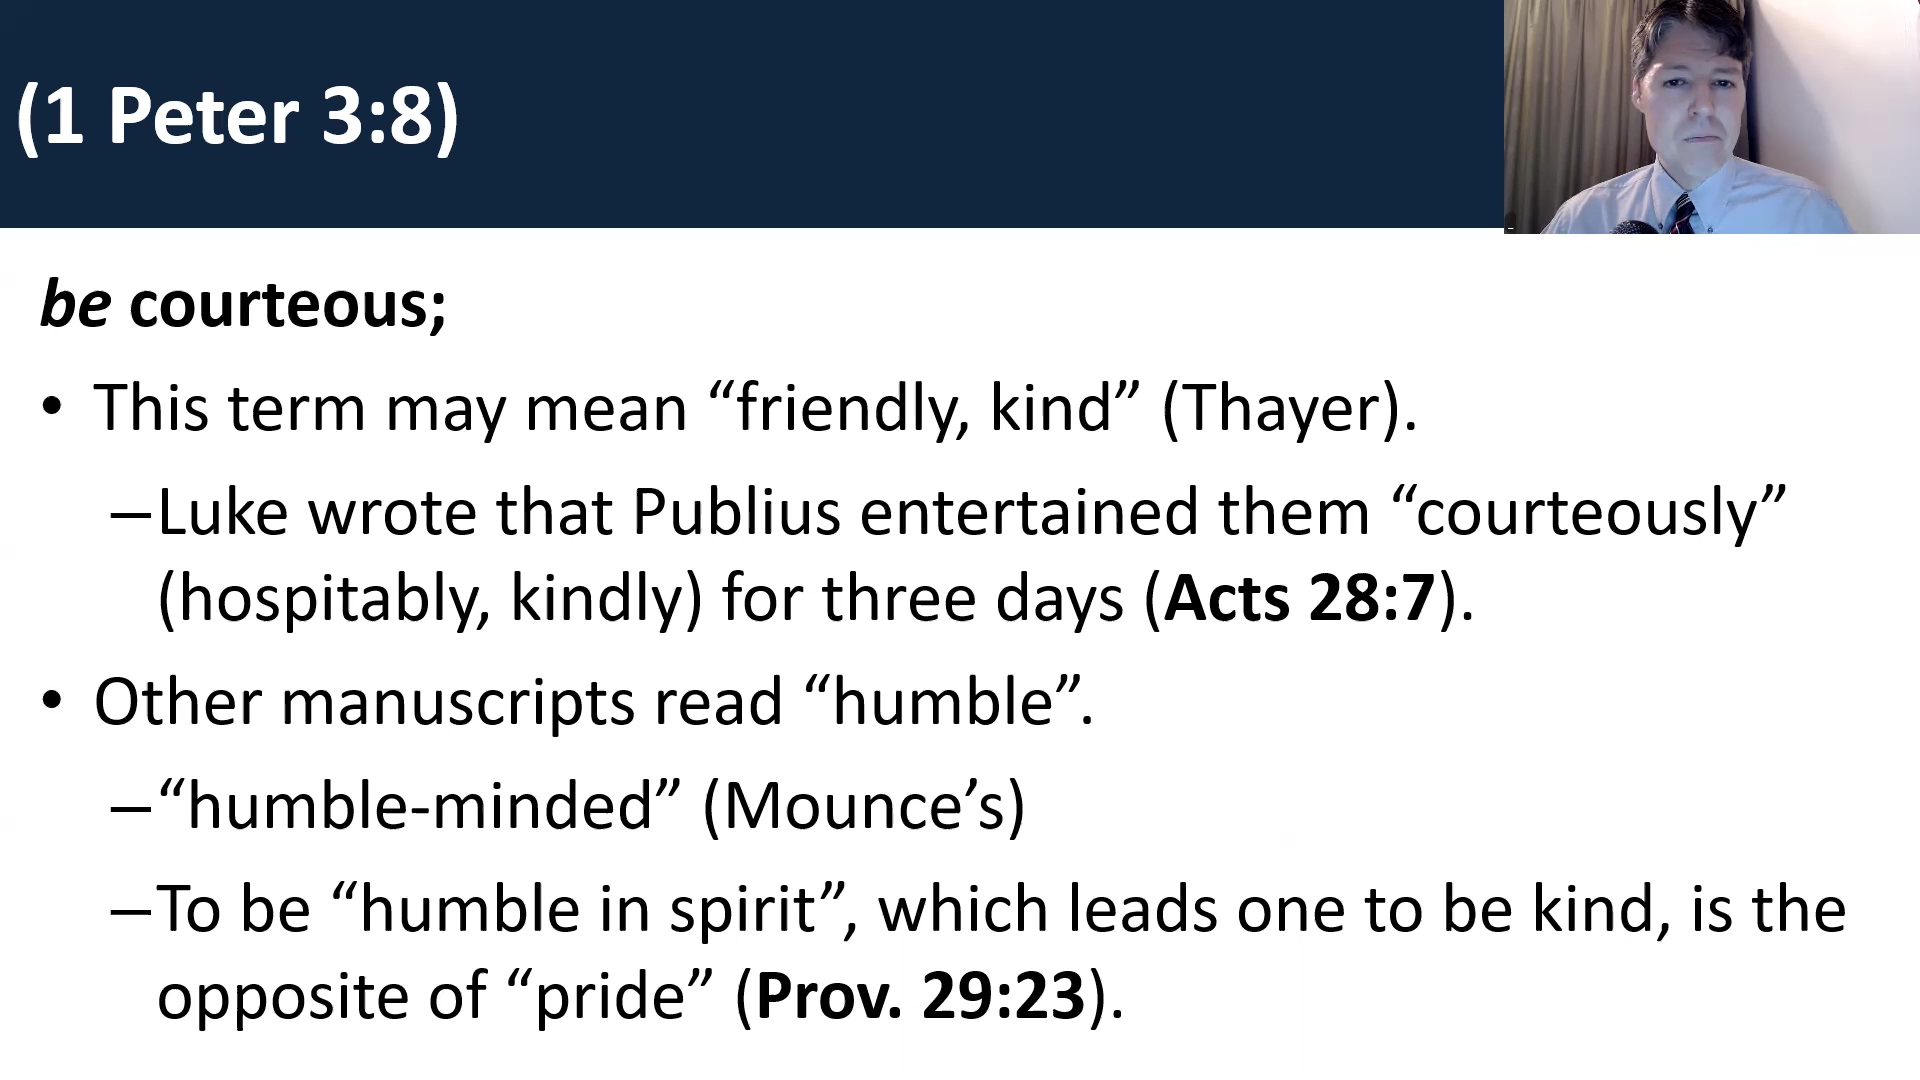 (1 Peter 3:8)
be courteous;
• This term may mean “friendly, kind” (Thayer).
–Luke wrote that Publius entertained them “courteously”
(hospitably, kindly) for three days (Acts 28:7).
• Other manuscripts read “humble”.
–“humble-minded” (Mounce’s)
–To be “humble in spirit”, which leads one to be kind, is the
opposite of “pride” (Prov. 29:23).